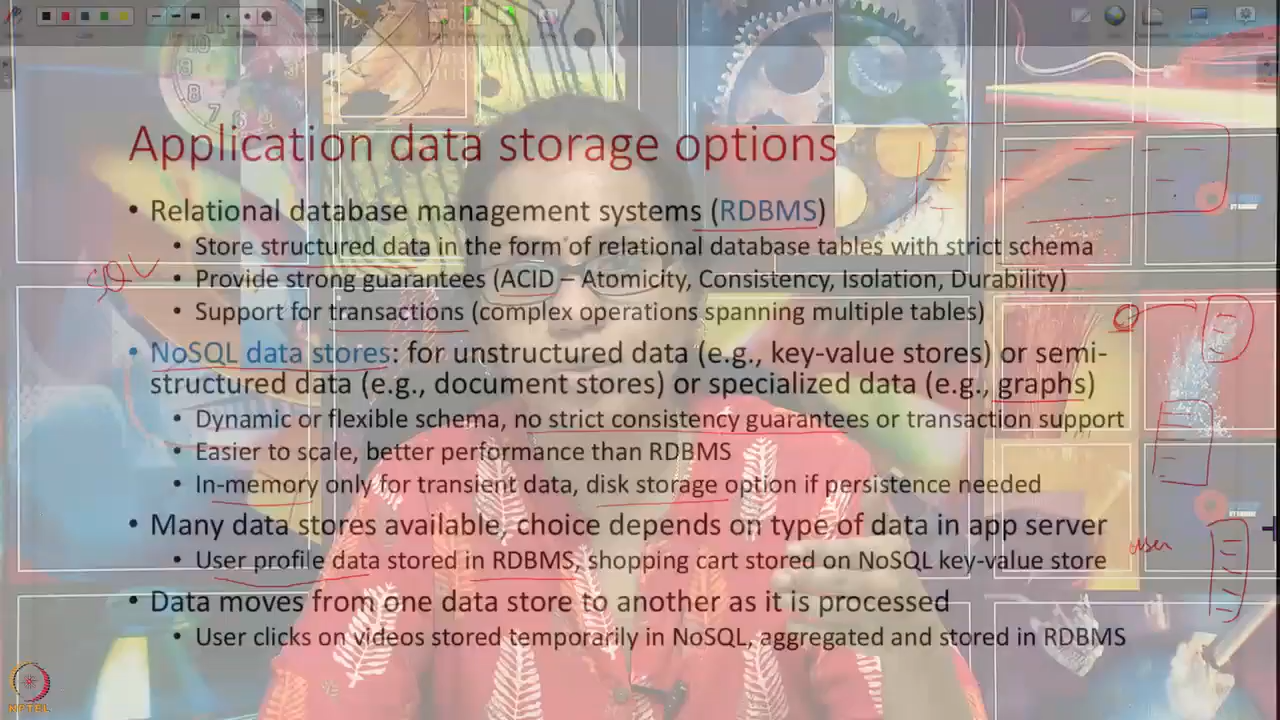 Application data storage options
• Relational database management systems (RDBMS)
• Store structured data in the form of relational database tables with strict schema
SQL
• Provide strong guarantees (ACID – Atomicity, Consistency, Isolation, Durability)
• Support for transactions (complex operations spanning multiple tables)
• NoSQL data stores: for unstructured data (e.g., key-value stores) or semi-
structured data (e.g., document stores) or specialized data (e.g., graphs)
• Dynamic or flexible schema, no strict consistency guarantees or transaction support
• Easier to scale, better performance than RDBMS
• In-memory only for transient data, disk storage option if persistence needed
• Many data stores available, choice depends on type of data in app server
user
• User profile data stored in RDBMS, shopping cart stored on NoSQL key-value store
• Data moves from one data store to another as it is processed
• User clicks on videos stored temporarily in NoSQL, aggregated and stored in RDBMS
NPTEL